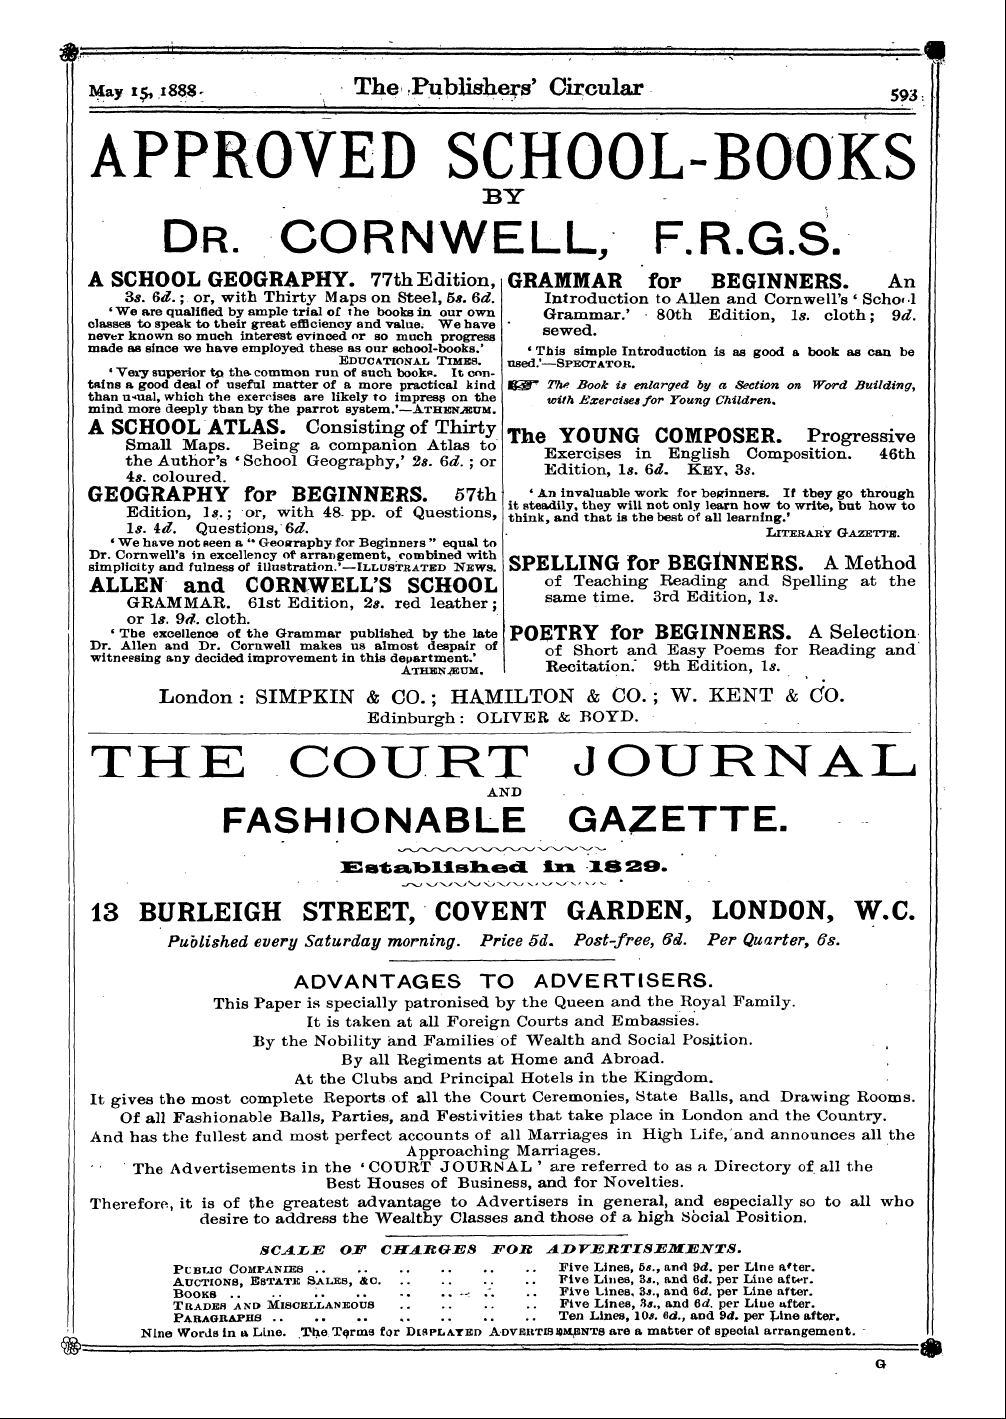 May 15, 1888
The Publishers' Circular
593
APPROVED SCHOOL-BOOKS
BY
DR. CORNWELL, F.R.G.S.
A SCHOOL GEOGRAPHY. 77th Edition,
3s. 6d.; or, with Thirty Maps on Steel, 5s. 6d.
'We are qualified by ample trial of the books in our own
classes to speak to their great efficiency and value. We have
never known so much interest evinced or so much progress
made as since we have employed these as our school-books.'
EDUCATIONAL TIMES.
'Very superior to the common run of such books. It con-
tains a good deal of useful matter of a more practical kind
than usual, which the exercises are likely to impress on the
mind more deeply than by the parrot system.'—ATHENÆUM.
A SCHOOL ATLAS. Consisting of Thirty
Small Maps. Being a companion Atlas to
the Author's 'School Geography,' 2s. 6d.; or
4s. coloured.
GEOGRAPHY for BEGINNERS. 57th
Edition, 1s.; or, with 48 pp. of Questions,
1s. 4d. Questions, 6d.
'We have not seen a "Geography for Beginners" equal to
Dr. Cornwell's in excellency of arrangement, combined with
simplicity and fulness of illustration.'—ILLUSTRATED NEWS.
ALLEN and CORNWELL'S SCHOOL
GRAMMAR. 61st Edition, 2s. red leather;
or 1s. 9d. cloth.
'The excellence of the Grammar published by the late
Dr. Allen and Dr. Cornwell makes us almost despair of
witnessing any decided improvement in this department.'
ATHENÆUM.
GRAMMAR for BEGINNERS. An
Introduction to Allen and Cornwell's 'School
Grammar.' 80th Edition, 1s. cloth; 9d.
sewed.
'This simple Introduction is as good a book as can be
used.'—SPECTATOR.
☞ The Book is enlarged by a Section on Word Building,
with Exercises for Young Children.
The YOUNG COMPOSER. Progressive
Exercises in English Composition. 46th
Edition, 1s. 6d. KEY, 3s.
'An invaluable work for beginners. If they go through
it steadily, they will not only learn how to write, but how to
think, and that is the best of all learning.'
LITERARY GAZETTE.
SPELLING for BEGINNERS. A Method
of Teaching Reading and Spelling at the
same time. 3rd Edition, 1s.
POETRY for BEGINNERS. A Selection
of Short and Easy Poems for Reading and
Recitation. 9th Edition, 1s.
London: SIMPKIN & CO.; HAMILTON & CO.; W. KENT & CO.
Edinburgh: OLIVER & BOYD.
THE COURT JOURNAL
AND
FASHIONABLE GAZETTE.
Established in 1829.
13 BURLEIGH STREET, COVENT GARDEN, LONDON, W.C.
Published every Saturday morning. Price 5d. Post-free, 6d. Per Quarter, 6s.
ADVANTAGES TO ADVERTISERS.
This Paper is specially patronised by the Queen and the Royal Family.
It is taken at all Foreign Courts and Embassies.
By the Nobility and Families of Wealth and Social Position.
By all Regiments at Home and Abroad.
At the Clubs and Principal Hotels in the Kingdom.
It gives the most complete Reports of all the Court Ceremonies, State Balls, and Drawing Rooms.
Of all Fashionable Balls, Parties, and Festivities that take place in London and the Country.
And has the fullest and most perfect accounts of all Marriages in High Life, and announces all the
Approaching Marriages.
The Advertisements in the 'COURT JOURNAL' are referred to as a Directory of all the
Best Houses of Business, and for Novelties.
Therefore, it is of the greatest advantage to Advertisers in general, and especially so to all who
desire to address the Wealthy Classes and those of a high Social Position.
SCALE OF CHARGES FOR ADVERTISEMENTS.
PUBLIC COMPANIES .. .. .. .. .. .. Five Lines, 5s., and 9d. per Line after.
AUCTIONS, ESTATE SALES, &C. .. .. .. .. Five Lines, 3s., and 6d. per Line after.
BOOKS .. .. .. .. .. .. .. Five Lines, 3s., and 6d. per Line after.
TRADES AND MISCELLANEOUS .. .. .. .. Five Lines, 3s., and 6d. per Line after.
PARAGRAPHS .. .. .. .. .. .. .. Ten Lines, 10s. 6d., and 9d. per Line after.
Nine Words in a Line. The Terms for DISPLAYED ADVERTISEMENTS are a matter of special arrangement.
G